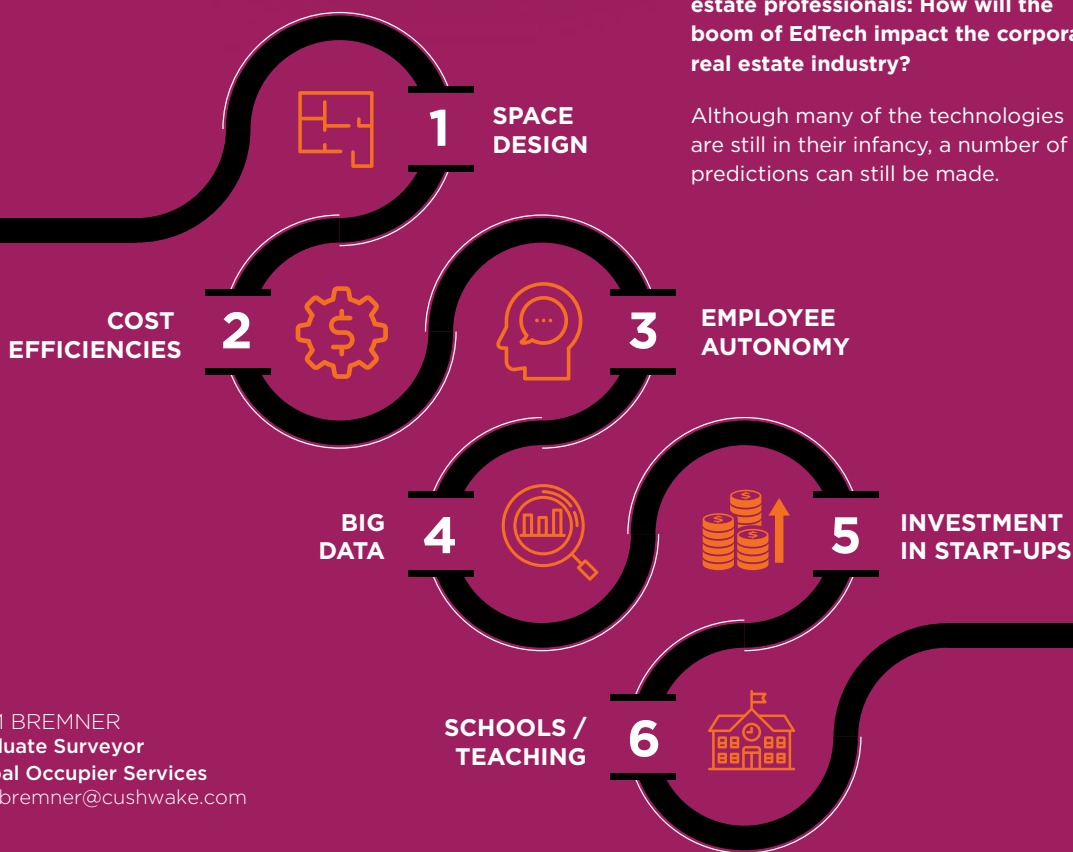 estate professionals: How will the
boom of EdTech impact the corpora
real estate industry?
Although many of the technologies
are still in their infancy, a number of
predictions can still be made.
1
SPACE
DESIGN
COST
EFFICIENCIES
2
$
3
EMPLOYEE
AUTONOMY
BIG
DATA
4
$
$
$
5
INVESTMENT
IN START-UPS
SCHOOLS /
TEACHING
6
M BREMNER
duate Surveyor
bal Occupier Services
bremner@cushwake.com